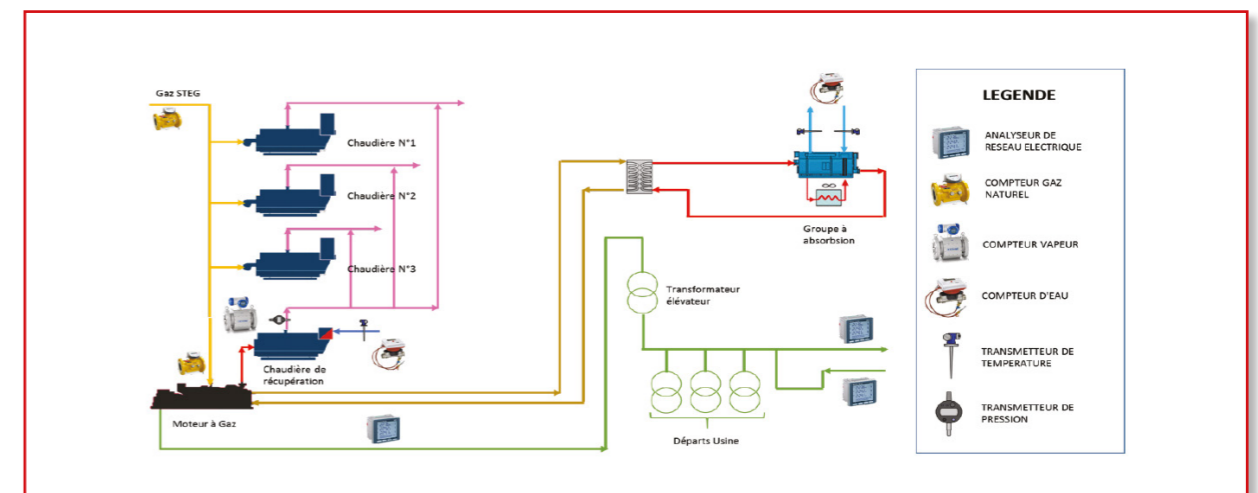 Gaz STEG
Chaudière N°1
Chaudière N°2
Chaudière N°3
Chaudière de
récupération
Moteur à Gaz
Groupe à
absorbsion
Transformateur
élévateur
Départs Usine
LEGENDE
ANALYSEUR DE
RESEAU ELECTRIQUE
COMPTEUR GAZ
NATUREL
COMPTEUR VAPEUR
COMPTEUR D'EAU
TRANSMETTEUR DE
TEMPERATURE
TRANSMETTEUR DE
PRESSION